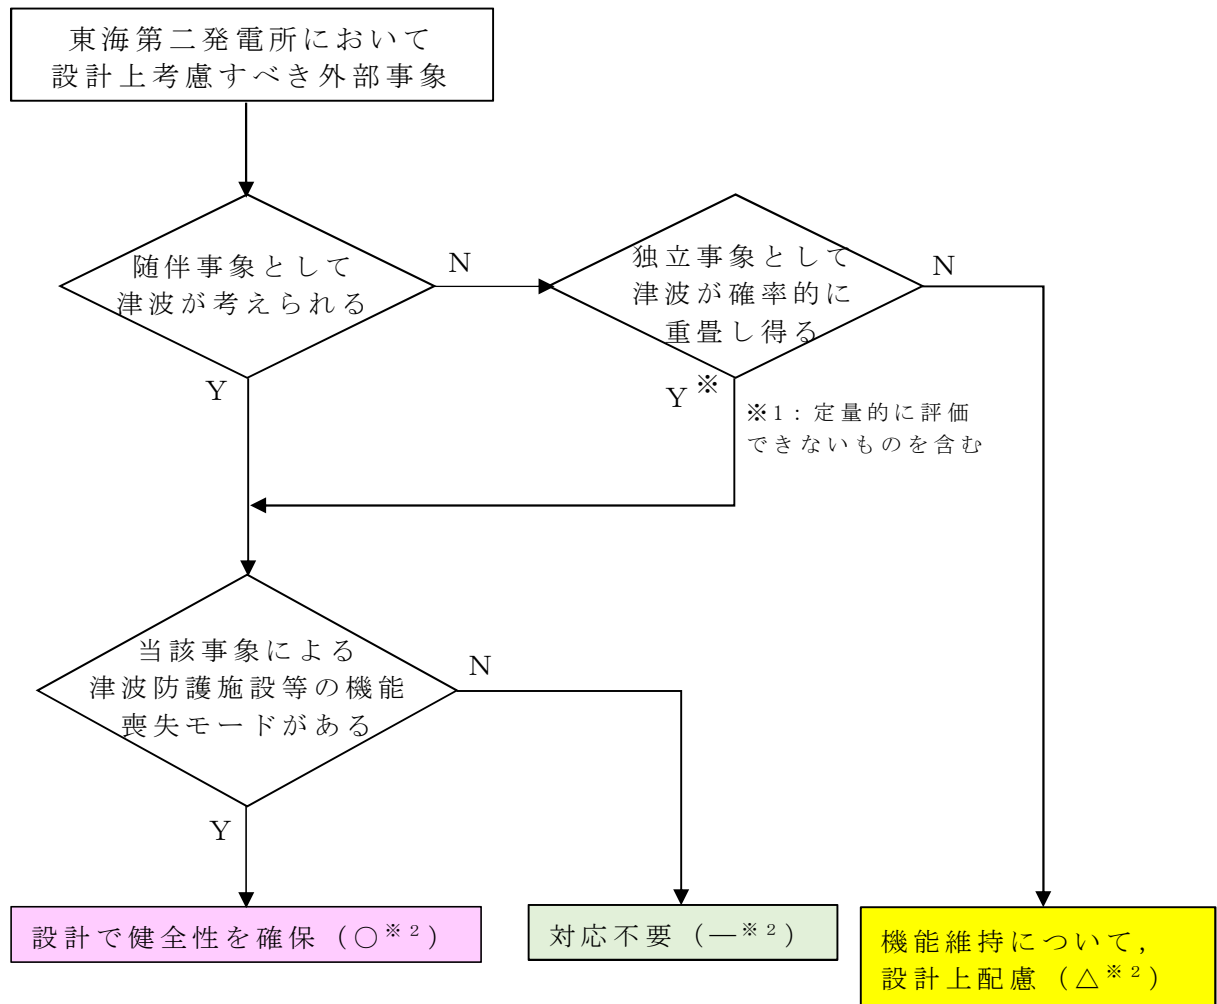 東海第二発電所において
設計上考慮すべき外部事象
随伴事象として
津波が考えられる
N
独立事象として
津波が確率的に
重畳し得る
N
Y
Y※
※1：定量的に評価
できないものを含む
当該事象による
津波防護施設等の機能
喪失モードがある
N
Y
設計で健全性を確保（○※2）
対応不要（―※2）
機能維持について，
設計上配慮（△※2）